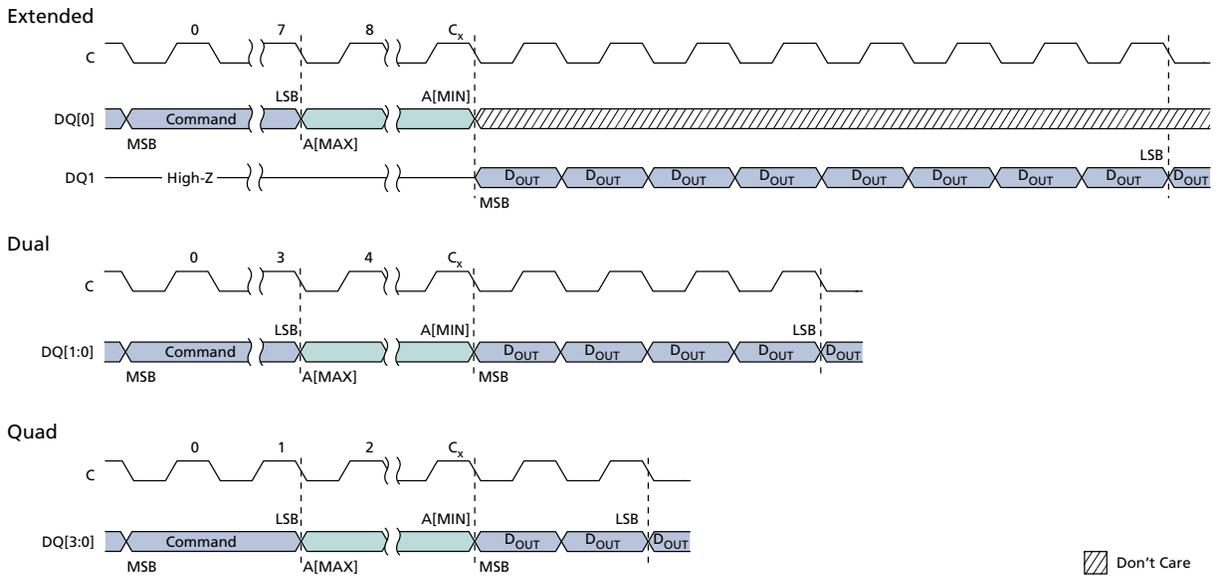 Extended
0 7 8 Cx
C
LSB A[MIN]
DQ[0] Command
MSB A[MAX]
LSB
DQ1 High-Z DOUT DOUT DOUT DOUT DOUT DOUT DOUT DOUT DOUT
MSB
Dual
0 3 4 Cx
C
LSB A[MIN] LSB
DQ[1:0] Command DOUT DOUT DOUT DOUT DOUT
MSB A[MAX] MSB
Quad
0 1 2 Cx
C
LSB A[MIN] LSB
DQ[3:0] Command DOUT DOUT DOUT
MSB A[MAX] MSB
Don't Care